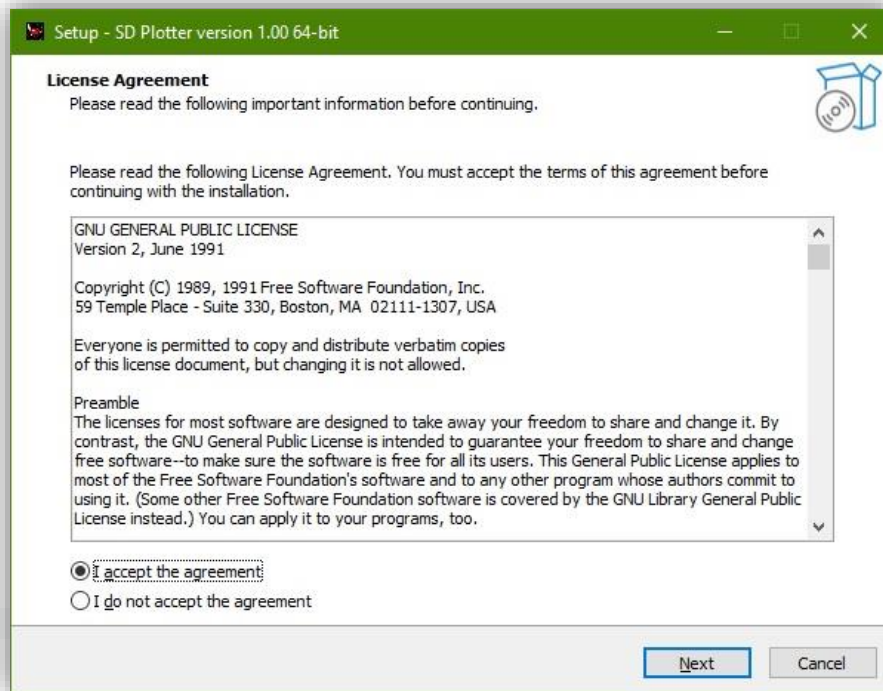 Setup - SD Plotter version 1.00 64-bit
License Agreement
Please read the following important information before continuing.
Please read the following License Agreement. You must accept the terms of this agreement before
continuing with the installation.
GNU GENERAL PUBLIC LICENSE
Version 2, June 1991
Copyright (C) 1989, 1991 Free Software Foundation, Inc.
59 Temple Place - Suite 330, Boston, MA  02111-1307, USA
Everyone is permitted to copy and distribute verbatim copies
of this license document, but changing it is not allowed.
Preamble
The licenses for most software are designed to take away your freedom to share and change it. By
contrast, the GNU General Public License is intended to guarantee your freedom to share and change
free software--to make sure the software is free for all its users. This General Public License applies to
most of the Free Software Foundation's software and to any other program whose authors commit to
using it. (Some other Free Software Foundation software is covered by the GNU Library General Public
License instead.) You can apply it to your programs, too.
I accept the agreement
I do not accept the agreement
Next
Cancel